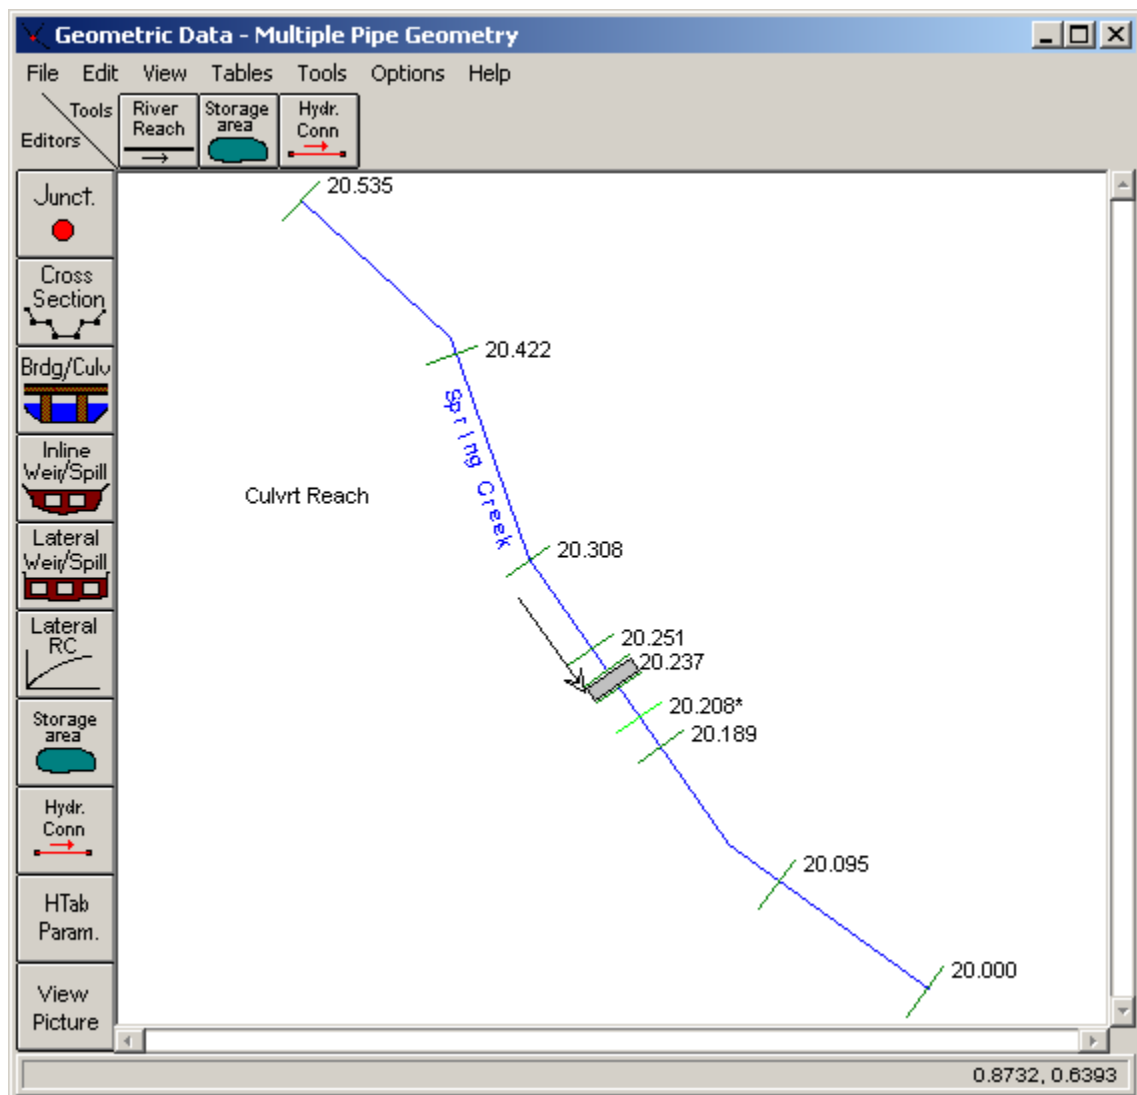 Geometric Data - Multiple Pipe Geometry
File Edit View Tables Tools Options Help
Tools
Editors
River
Reach
Storage
area
Hydr.
Conn
Junct.
Cross
Section
Brdg/Culv
Inline
Weir/Spill
Lateral
Weir/Spill
Lateral
RC
Storage
area
Hydr.
Conn
HTab
Param.
View
Picture
20.535
20.422
Spring Creek
Culvrt Reach
20.308
20.251
20.237
20.208*
20.189
20.095
20.000
0.8732, 0.6393